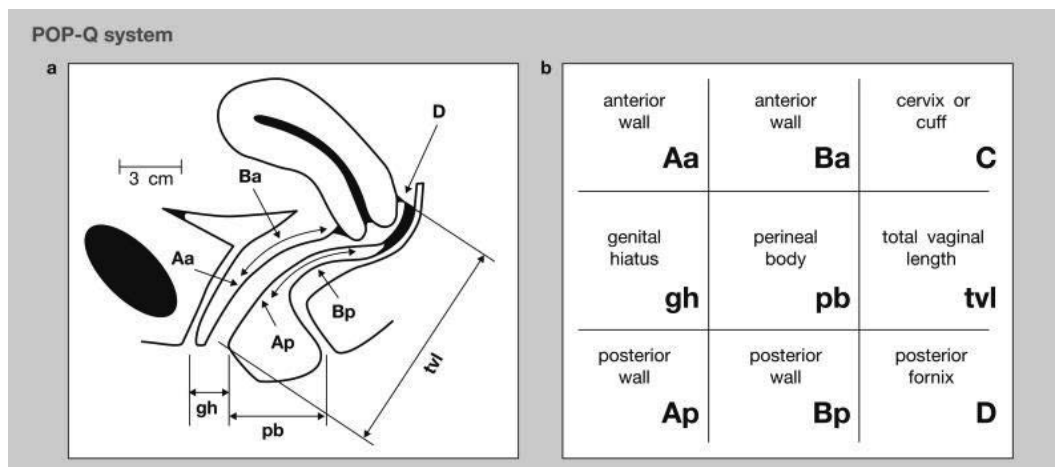 POP-Q system
a
D
3 cm
Ba
Aa
Bp
Ap
tvl
gh
pb
b
anterior
wall
Aa
anterior
wall
Ba
cervix or
cuff
C
genital
hiatus
gh
perineal
body
pb
total vaginal
length
tvl
posterior
wall
Ap
posterior
wall
Bp
posterior
fornix
D